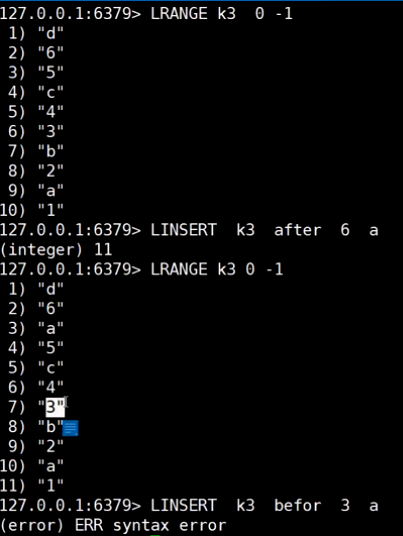 127.0.0.1:6379> LRANGE k3  0 -1
 1) "d"
 2) "6"
 3) "5"
 4) "c"
 5) "4"
 6) "3"
 7) "b"
 8) "2"
 9) "a"
10) "1"
127.0.0.1:6379> LINSERT  k3  after  6  a
(integer) 11
127.0.0.1:6379> LRANGE k3 0 -1
 1) "d"
 2) "6"
 3) "a"
 4) "5"
 5) "c"
 6) "4"
 7) "3"
 8) "b"
 9) "2"
10) "a"
11) "1"
127.0.0.1:6379> LINSERT  k3  befor  3  a
(error) ERR syntax error